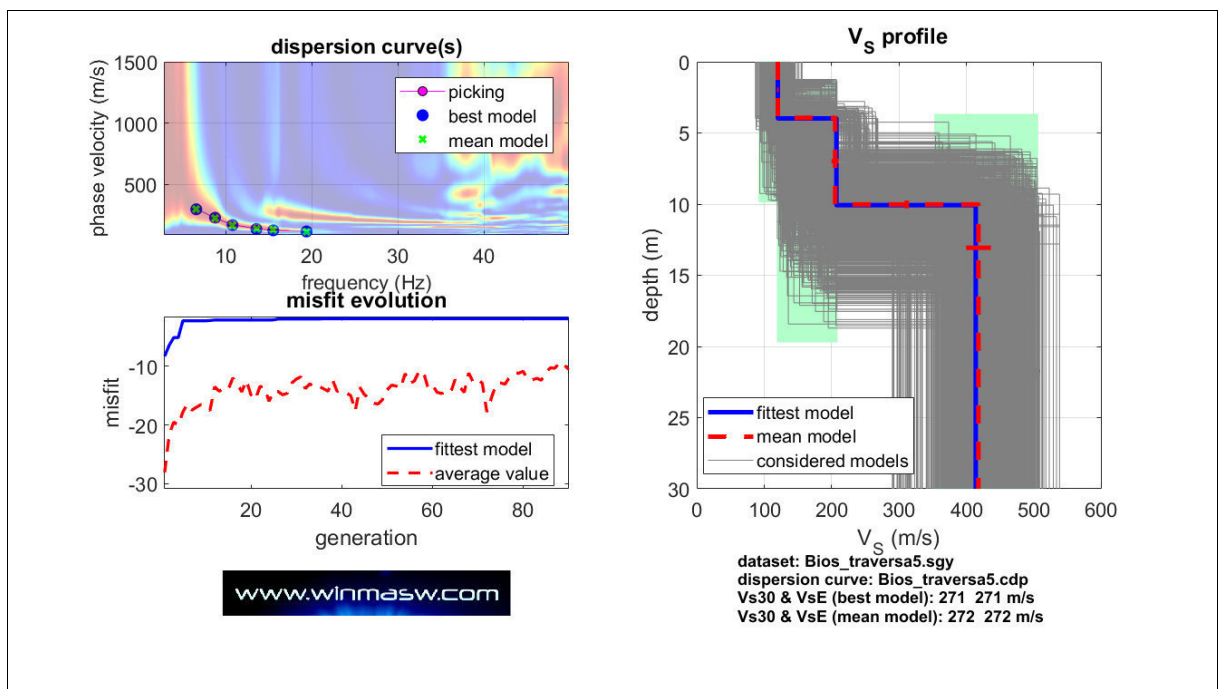 dispersion curve(s)
1500
1000
500
phase velocity (m/s)
picking
best model
mean model
10 20 30 40
frequency (Hz)
misfit evolution
-10
-20
-30
misfit
fittest model
average value
20 40 60 80
generation
www.winmasw.com
V_S profile
0
5
10
15
20
25
30
depth (m)
fittest model
mean model
considered models
0 100 200 300 400 500 600
V_S (m/s)
dataset: Bios_traversa5.sgy
dispersion curve: Bios_traversa5.cdp
Vs30 & VsE (best model): 271 271 m/s
Vs30 & VsE (mean model): 272 272 m/s